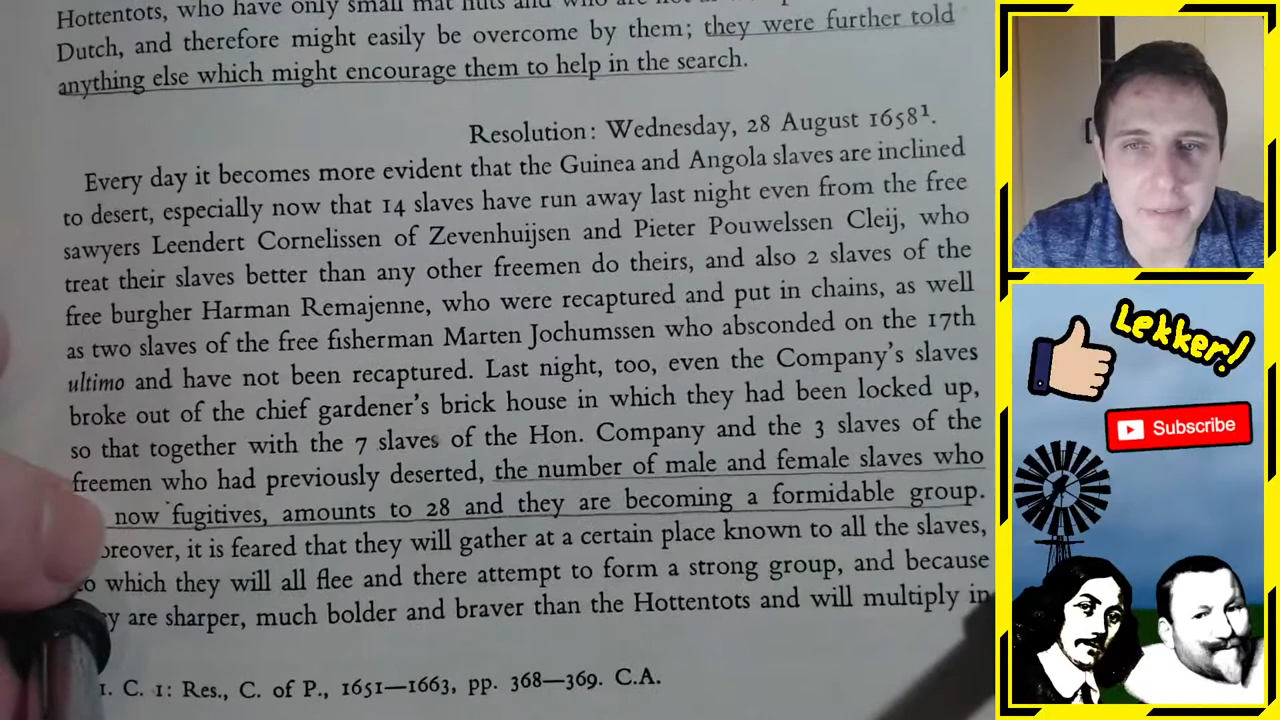 Hottentots, who have only small mat huts and who are
Dutch, and therefore might easily be overcome by them; they were further told
anything else which might encourage them to help in the search.
Resolution: Wednesday, 28 August 1658¹.
Every day it becomes more evident that the Guinea and Angola slaves are inclined
to desert, especially now that 14 slaves have run away last night even from the free
sawyers Leendert Cornelissen of Zevenhuijsen and Pieter Pouwelssen Cleij, who
treat their slaves better than any other freemen do theirs, and also 2 slaves of the
free burgher Harman Remajenne, who were recaptured and put in chains, as well
as two slaves of the free fisherman Marten Jochumssen who absconded on the 17th
ultimo and have not been recaptured. Last night, too, even the Company's slaves
broke out of the chief gardener's brick house in which they had been locked up,
so that together with the 7 slaves of the Hon. Company and the 3 slaves of the
freemen who had previously deserted, the number of male and female slaves who
now fugitives, amounts to 28 and they are becoming a formidable group.
oreover, it is feared that they will gather at a certain place known to all the slaves,
to which they will all flee and there attempt to form a strong group, and because
y are sharper, much bolder and braver than the Hottentots and will multiply in
1. C. 1: Res., C. of P., 1651—1663, pp. 368—369. C.A.
Lekker!
Subscribe